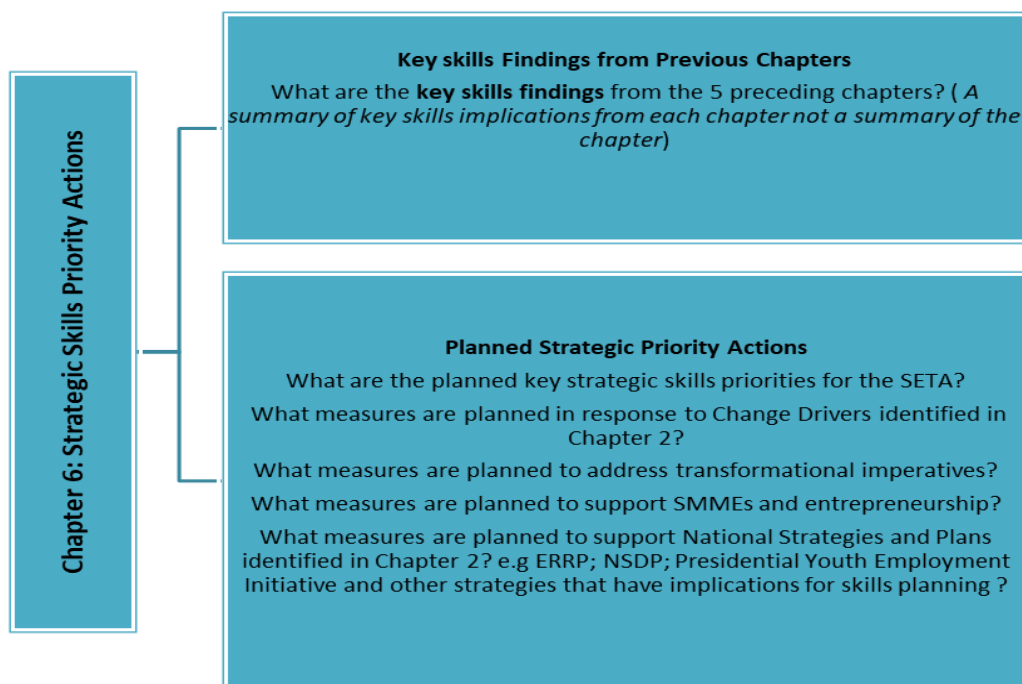 Chapter 6: Strategic Skills Priority Actions
Key skills Findings from Previous Chapters
What are the key skills findings from the 5 preceding chapters? ( A
summary of key skills implications from each chapter not a summary of the
chapter)
Planned Strategic Priority Actions
What are the planned key strategic skills priorities for the SETA?
What measures are planned in response to Change Drivers identified in
Chapter 2?
What measures are planned to address transformational imperatives?
What measures are planned to support SMMEs and entrepreneurship?
What measures are planned to support National Strategies and Plans
identified in Chapter 2? e.g ERRP; NSDP; Presidential Youth Employment
Initiative and other strategies that have implications for skills planning ?